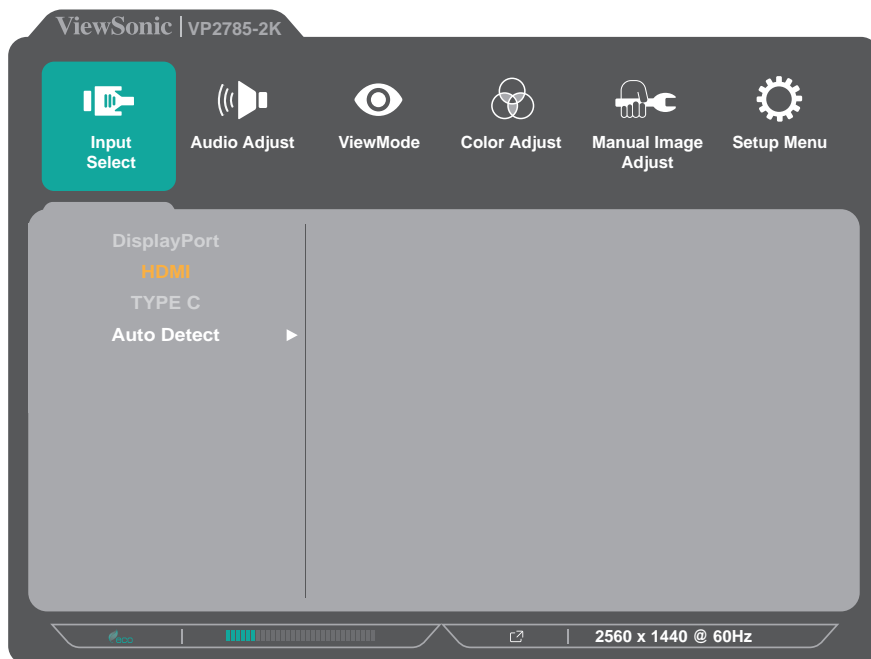 ViewSonic | VP2785-2K
Input
Select
Audio Adjust
ViewMode
Color Adjust
Manual Image
Adjust
Setup Menu
DisplayPort
HDMI
TYPE C
Auto Detect
eco
2560 x 1440 @ 60Hz